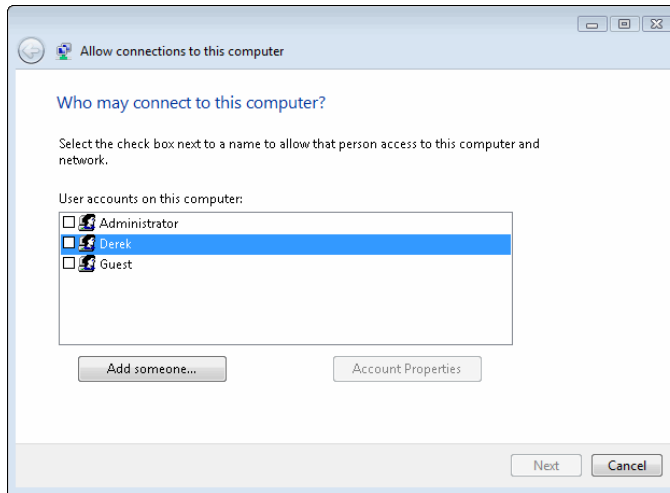 Allow connections to this computer
Who may connect to this computer?
Select the check box next to a name to allow that person access to this computer and
network.
User accounts on this computer:
Administrator
Derek
Guest
Add someone...
Account Properties
Next
Cancel